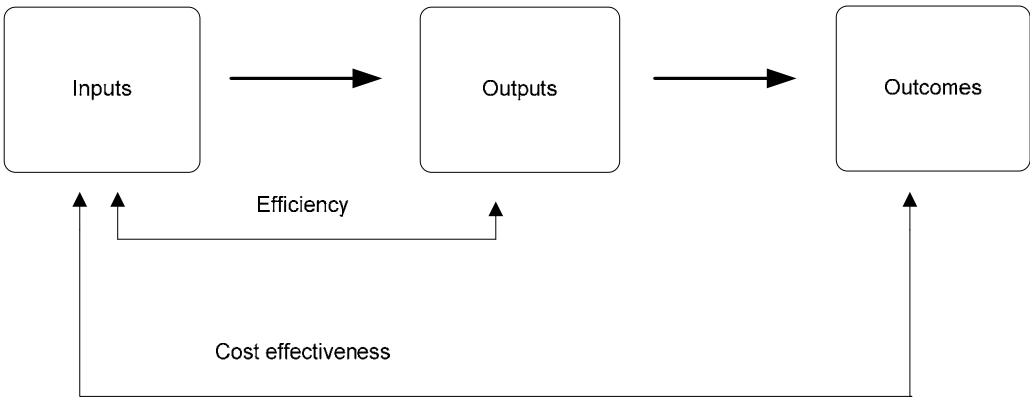 Inputs
Outputs
Outcomes
Efficiency
Cost effectiveness